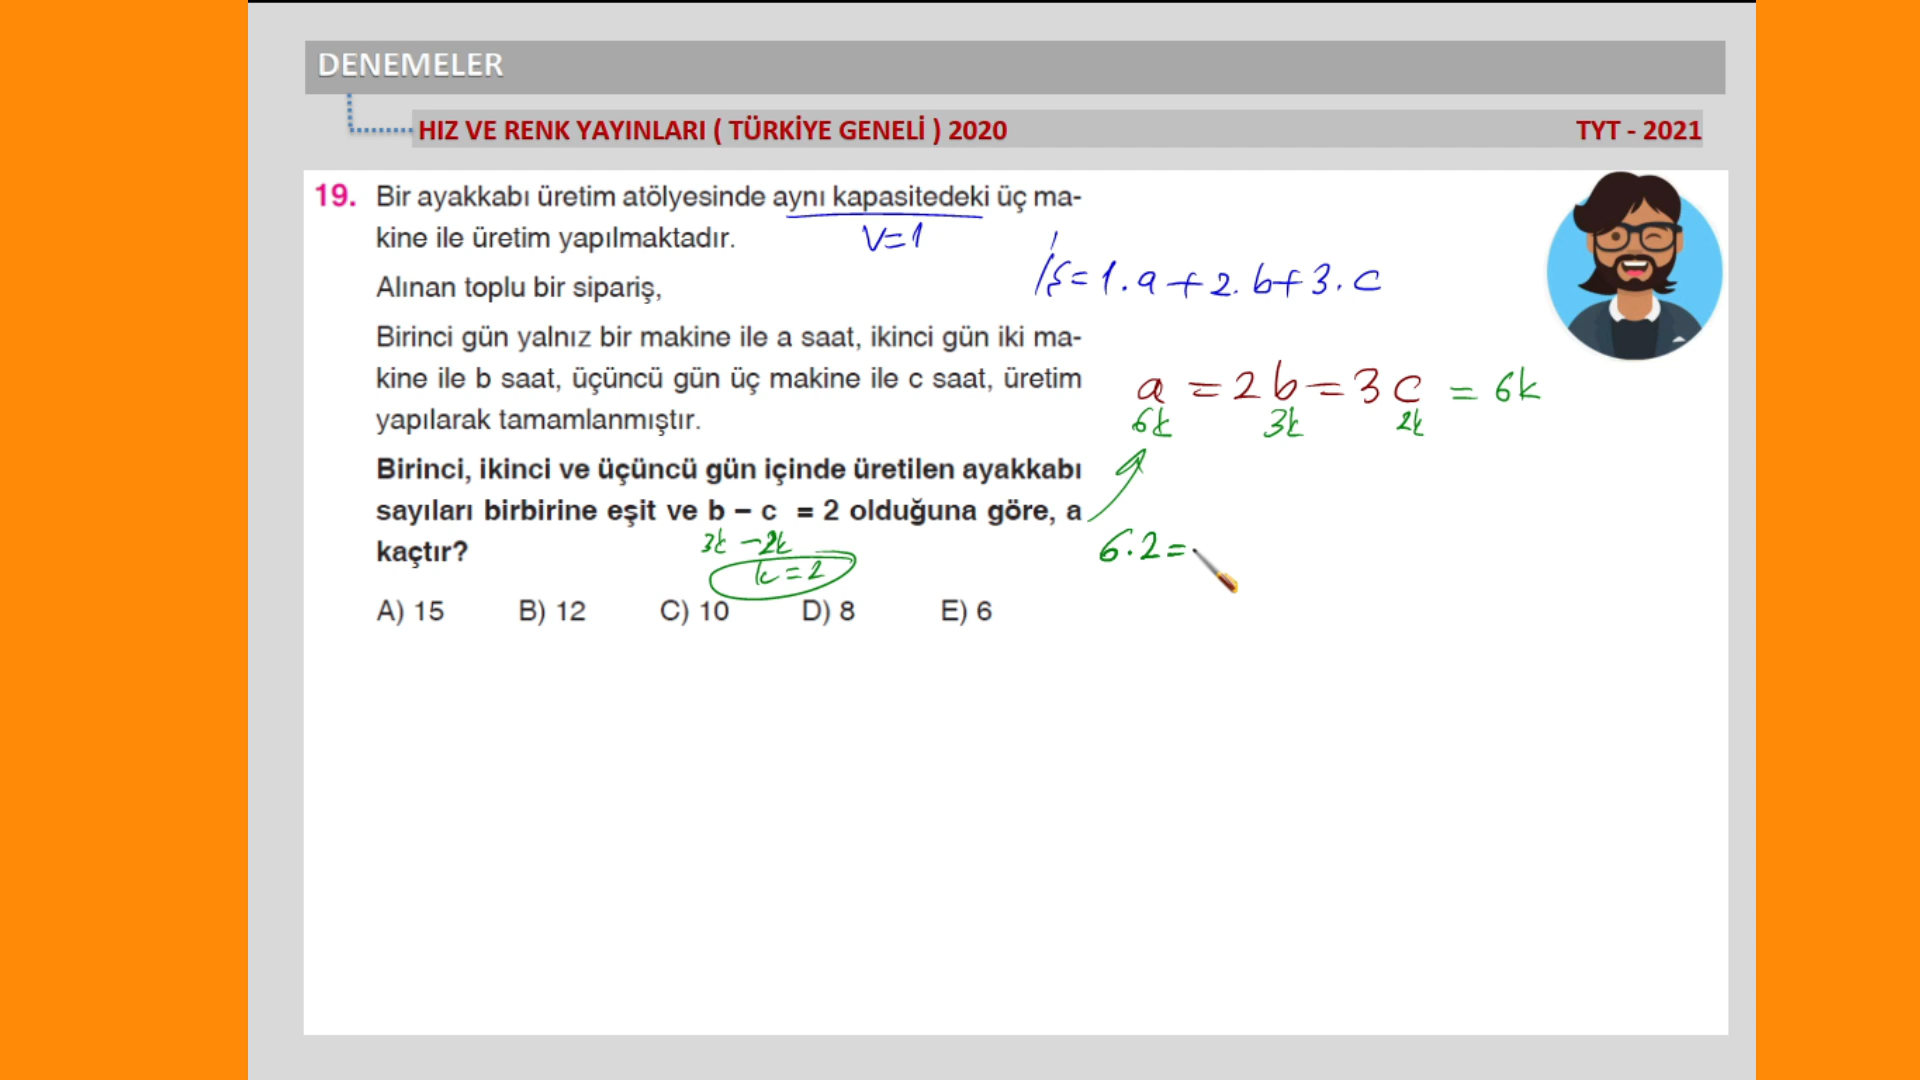 DENEMELER
HIZ VE RENK YAYINLARI ( TÜRKİYE GENELİ ) 2020 TYT - 2021
19. Bir ayakkabı üretim atölyesinde aynı kapasitedeki üç ma-
kine ile üretim yapılmaktadır.
V=1
İş=1.a+2.b+3.c
Alınan toplu bir sipariş,
Birinci gün yalnız bir makine ile a saat, ikinci gün iki ma-
kine ile b saat, üçüncü gün üç makine ile c saat, üretim
yapılarak tamamlanmıştır.
a = 2b = 3c = 6k
6k 3k 2k
Birinci, ikinci ve üçüncü gün içinde üretilen ayakkabı
sayıları birbirine eşit ve b – c = 2 olduğuna göre, a
kaçtır?
3k - 2k
k = 2
6.2=
A) 15 B) 12 C) 10 D) 8 E) 6